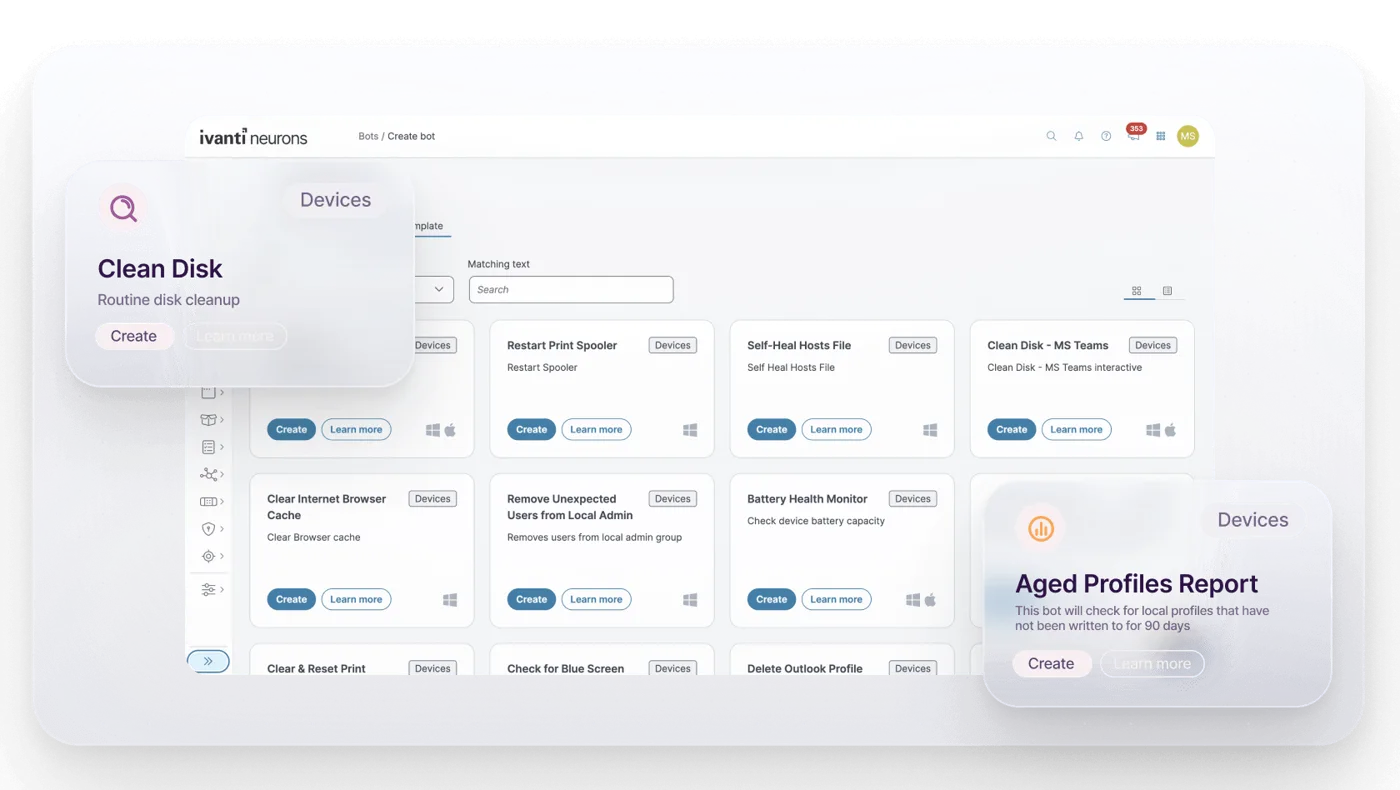 ivanti neurons
Bots / Create bot
353
MS
Devices
Clean Disk
Routine disk cleanup
Create
Learn more
Matching text
Search
Devices
Create
Learn more
Restart Print Spooler
Devices
Restart Spooler
Create
Learn more
Self-Heal Hosts File
Devices
Self Heal Hosts File
Create
Learn more
Clean Disk - MS Teams
Devices
Clean Disk - MS Teams interactive
Create
Learn more
Clear Internet Browser
Cache
Devices
Clear Browser cache
Create
Learn more
Remove Unexpected
Users from Local Admin
Devices
Removes users from local admin group
Create
Learn more
Battery Health Monitor
Devices
Check device battery capacity
Create
Learn more
Devices
Aged Profiles Report
This bot will check for local profiles that have
not been written to for 90 days
Create
Learn more
Clear & Reset Print
Devices
Check for Blue Screen
Devices
Delete Outlook Profile
Devices